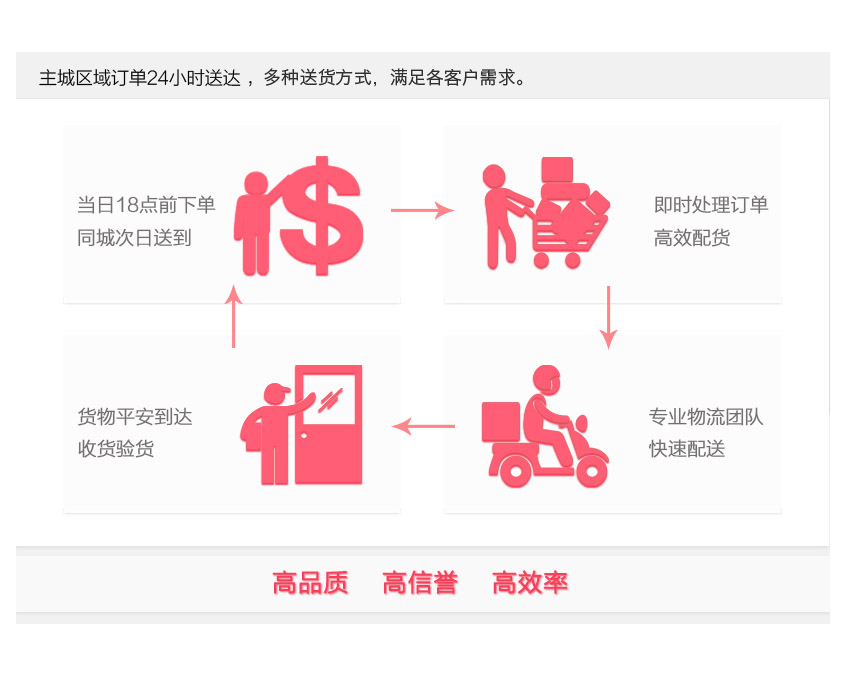 主城区域订单24小时送达 ，多种送货方式，满足各客户需求。
当日18点前下单
同城次日送到
即时处理订单
高效配货
货物平安到达
收货验货
专业物流团队
快速配送
高品质 高信誉 高效率